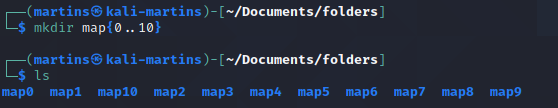 ┌──(martins㉿kali-martins)-[~/Documents/folders]
└─$ mkdir map{0..10}
┌──(martins㉿kali-martins)-[~/Documents/folders]
└─$ ls
map0 map1 map10 map2 map3 map4 map5 map6 map7 map8 map9